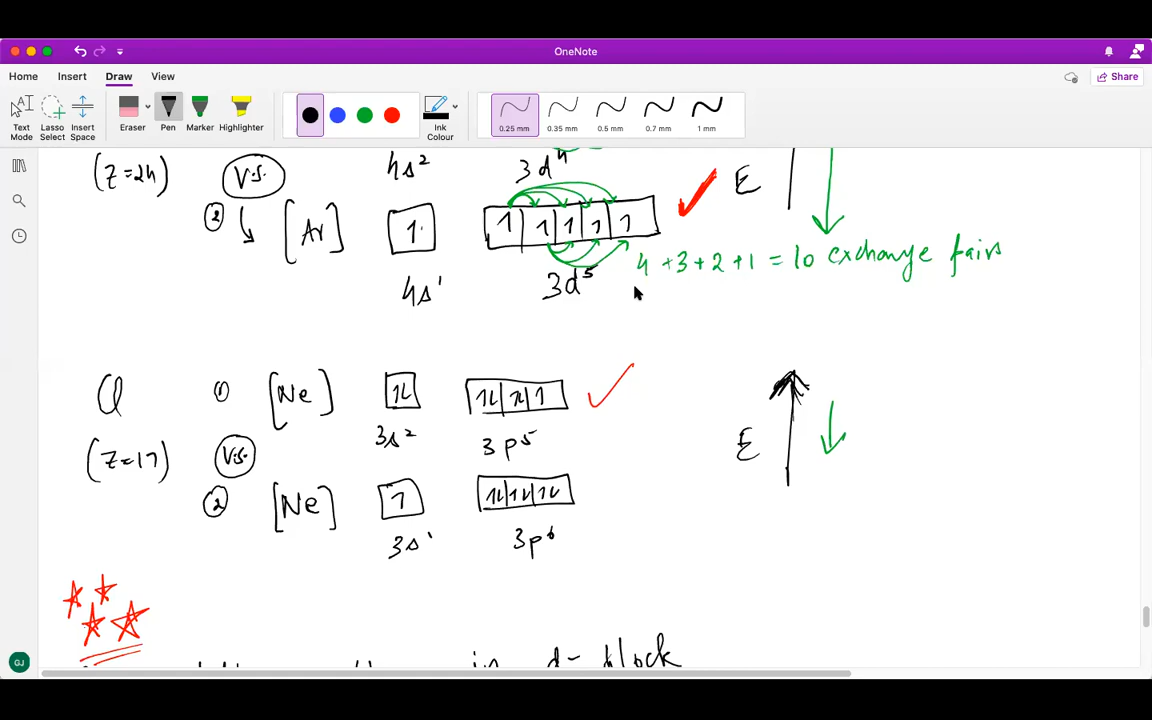 OneNote
Home Insert Draw View
Share
Text Mode
Lasso Select
Insert Space
Eraser
Pen
Marker
Highlighter
Ink Colour
0.25 mm
0.35 mm
0.5 mm
0.7 mm
1 mm
(Z=24)
V.S.
4s² 3d⁴
E
② [Ar] 1 1 1 1 1 1
4 + 3 + 2 + 1 = 10 exchange pairs
4s¹ 3d⁵
Cl ① [Ne] 1L 1L 1L 1
3s² 3p⁵
E
(Z=17) V.S.
② [Ne] 1 1L 1L 1L
3s¹ 3p⁶
in d-block
GJ